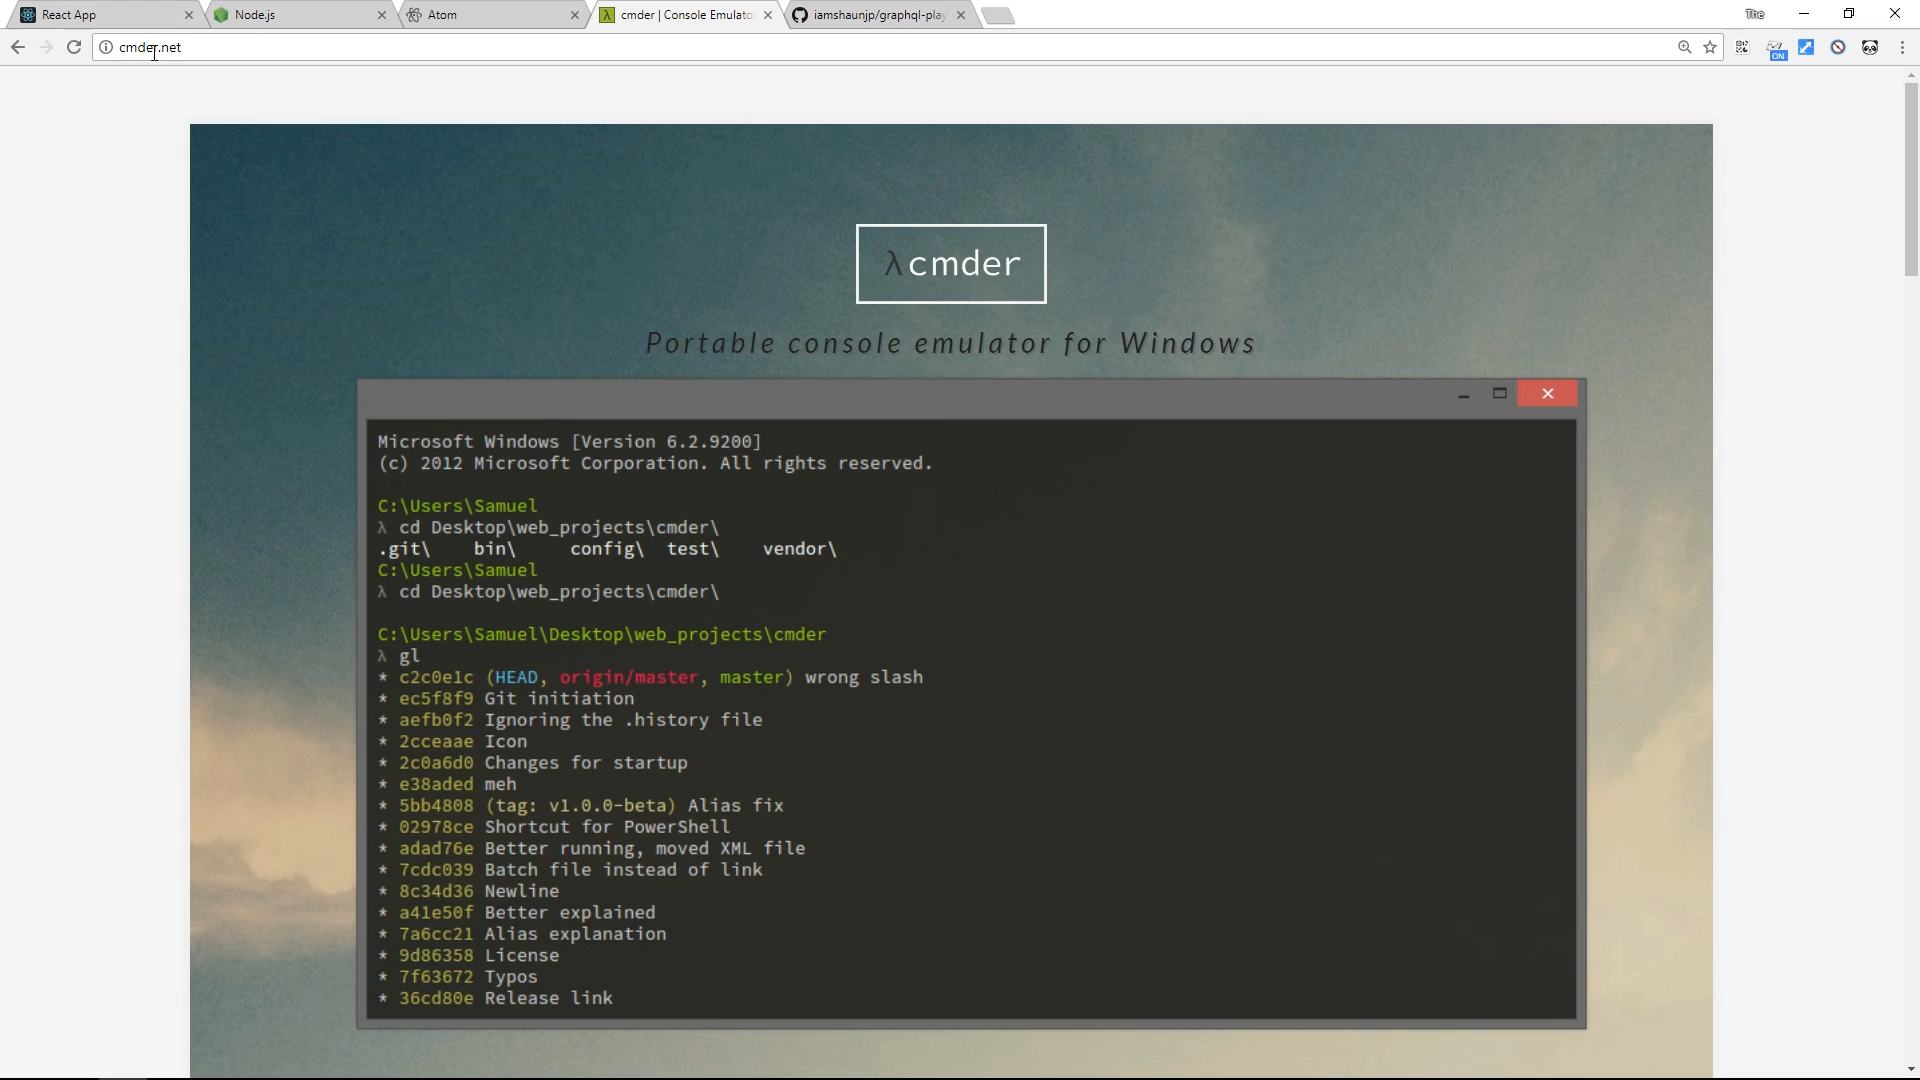 React App
Node.js
Atom
cmder | Console Emulato
iamshaunjp/graphql-play
The
cmder.net
ON
λcmder
Portable console emulator for Windows
Microsoft Windows [Version 6.2.9200]
(c) 2012 Microsoft Corporation. All rights reserved.
C:\Users\Samuel
λ cd Desktop\web_projects\cmder\
.git\ bin\ config\ test\ vendor\
C:\Users\Samuel
λ cd Desktop\web_projects\cmder\
C:\Users\Samuel\Desktop\web_projects\cmder
λ gl
* c2c0e1c (HEAD, origin/master, master) wrong slash
* ec5f8f9 Git initiation
* aefb0f2 Ignoring the .history file
* 2cceaae Icon
* 2c0a6d0 Changes for startup
* e38aded meh
* 5bb4808 (tag: v1.0.0-beta) Alias fix
* 02978ce Shortcut for PowerShell
* adad76e Better running, moved XML file
* 7cdc039 Batch file instead of link
* 8c34d36 Newline
* a41e50f Better explained
* 7a6cc21 Alias explanation
* 9d86358 License
* 7f63672 Typos
* 36cd80e Release link